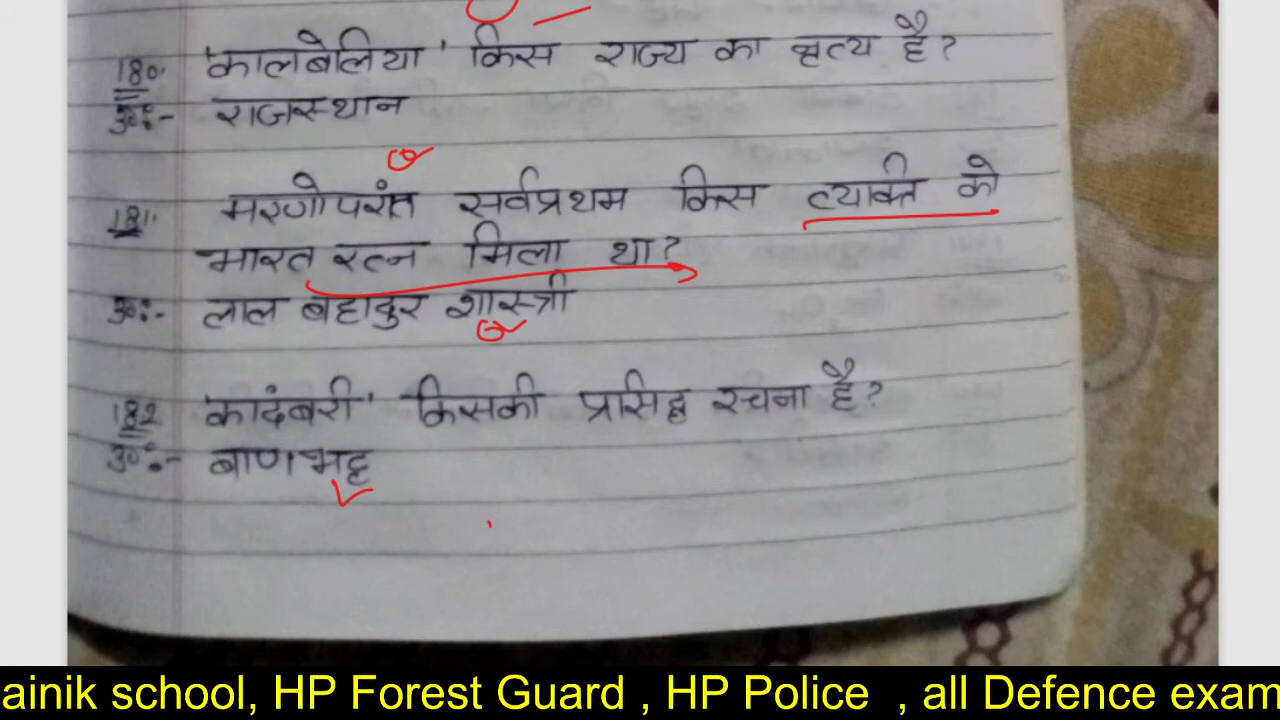 180. 'कालबेलिया' किस राज्य का नृत्य है?
उ०:- राजस्थान
181. मरणोपरांत सर्वप्रथम किस व्यक्ति को
भारत रत्न मिला था?
उ०:- लाल बहादुर शास्त्री
182 'कादंबरी' किसकी प्रसिद्ध रचना है?
उ०:- बाणभट्ट
ainik school, HP Forest Guard , HP Police , all Defence exam